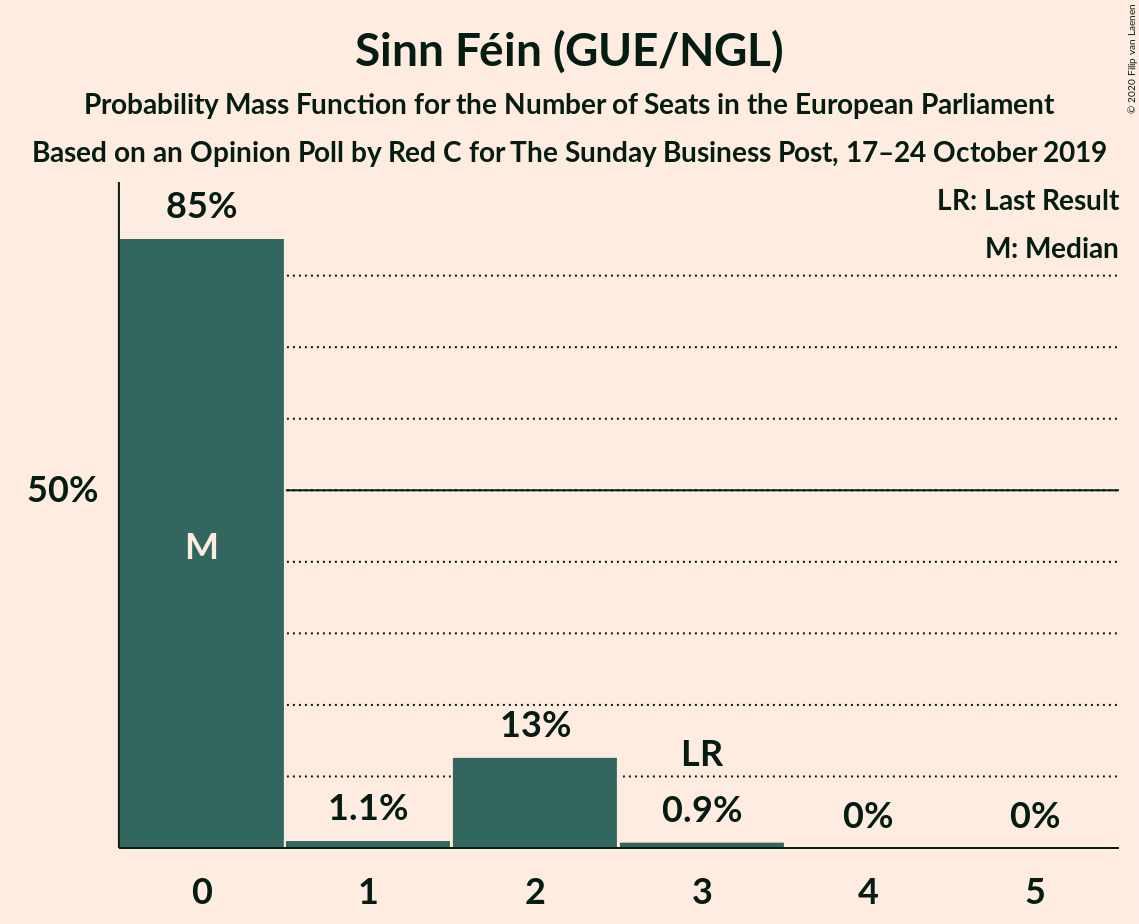 Sinn Féin (GUE/NGL)
Probability Mass Function for the Number of Seats in the European Parliament
Based on an Opinion Poll by Red C for The Sunday Business Post, 17–24 October 2019
© 2020 Filip van Laenen
LR: Last Result
M: Median
85%
50%
M
13%
LR
1.1%
0.9%
0%
0%
0 1 2 3 4 5